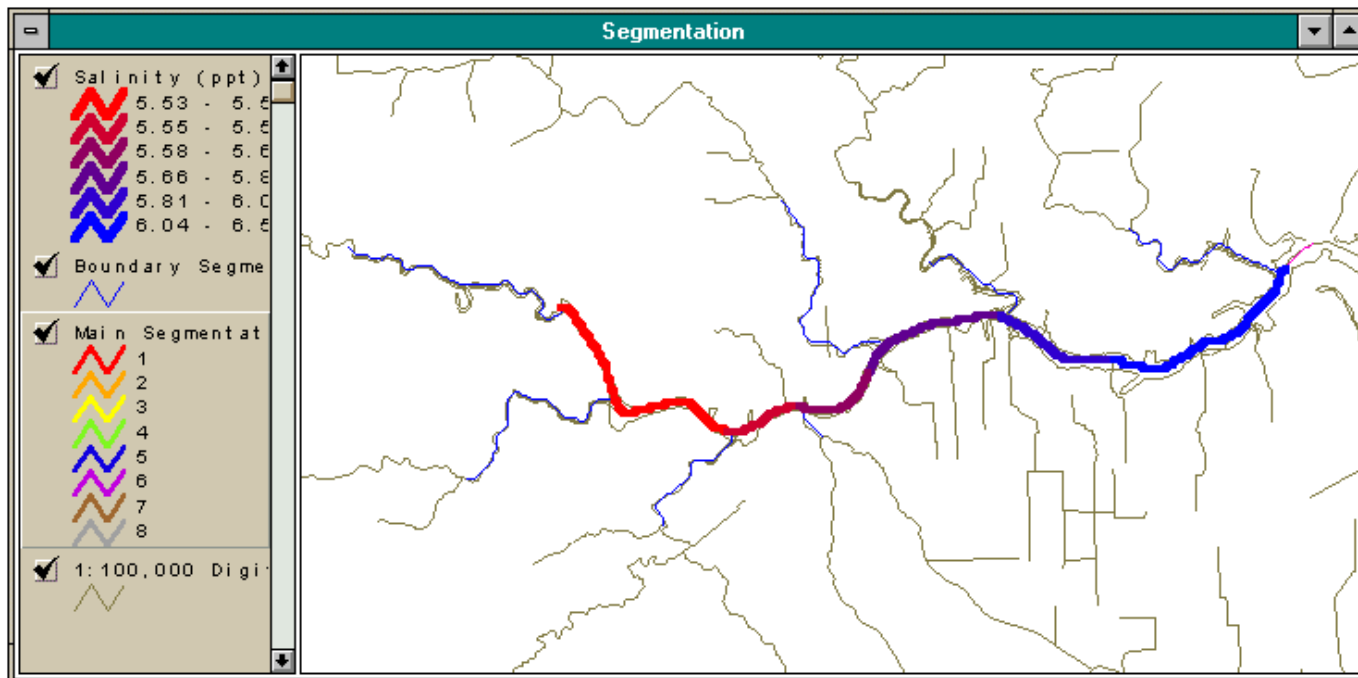 Segmentation
Salinity (ppt)
5.53 - 5.5
5.55 - 5.5
5.58 - 5.6
5.66 - 5.8
5.81 - 6.0
6.04 - 6.5
Boundary Segme
Main Segmentat
1
2
3
4
5
6
7
8
1:100,000 Digi